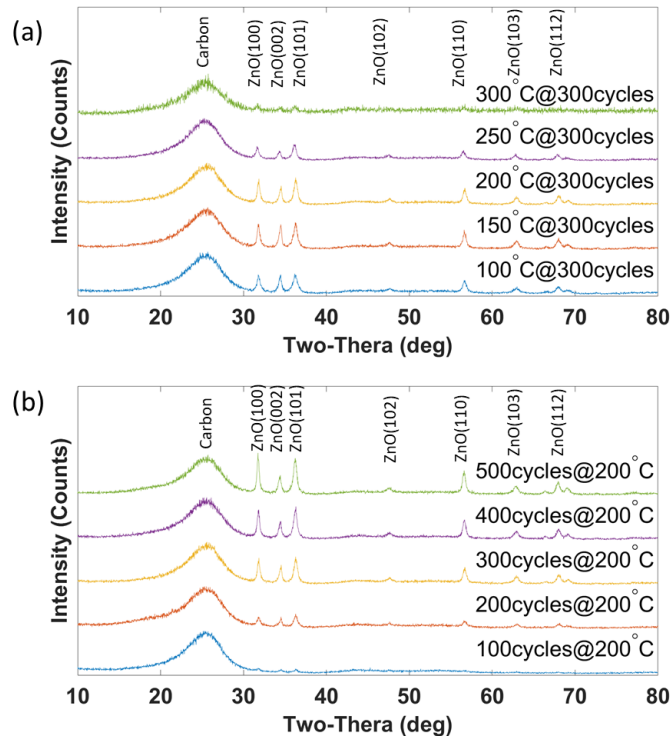 (a)
Carbon
ZnO(100)
ZnO(002)
ZnO(101)
ZnO(102)
ZnO(110)
ZnO(103)
ZnO(112)
300°C@300cycles
250°C@300cycles
200°C@300cycles
150°C@300cycles
100°C@300cycles
Intensity (Counts)
10 20 30 40 50 60 70 80
Two-Thera (deg)
(b)
Carbon
ZnO(100)
ZnO(002)
ZnO(101)
ZnO(102)
ZnO(110)
ZnO(103)
ZnO(112)
500cycles@200°C
400cycles@200°C
300cycles@200°C
200cycles@200°C
100cycles@200°C
Intensity (Counts)
10 20 30 40 50 60 70 80
Two-Thera (deg)